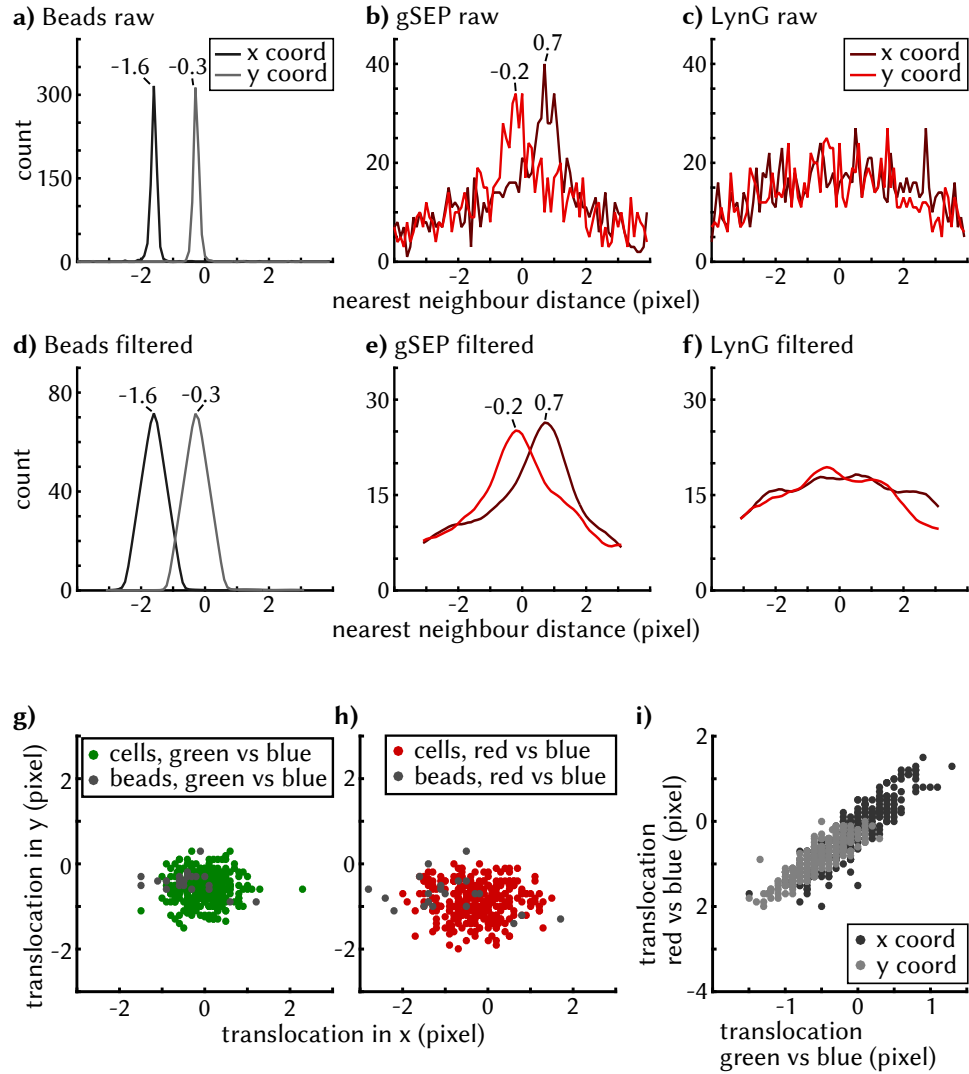 a) Beads raw
b) gSEP raw
c) LynG raw
count
300
150
0
-1.6
-0.3
x coord
y coord
-2
0
2
40
20
0
-0.2
0.7
-2
0
2
40
20
0
x coord
y coord
-2
0
2
nearest neighbour distance (pixel)
d) Beads filtered
e) gSEP filtered
f) LynG filtered
count
80
40
0
-1.6
-0.3
-2
0
2
30
15
0
-0.2
0.7
-2
0
2
30
15
0
-2
0
2
nearest neighbour distance (pixel)
g)
h)
i)
translocation in y (pixel)
2
0
-2
cells, green vs blue
beads, green vs blue
-2
0
2
2
0
-2
cells, red vs blue
beads, red vs blue
-2
0
2
translocation in x (pixel)
translocation
red vs blue (pixel)
2
0
-2
-4
x coord
y coord
-1
0
1
translocation
green vs blue (pixel)